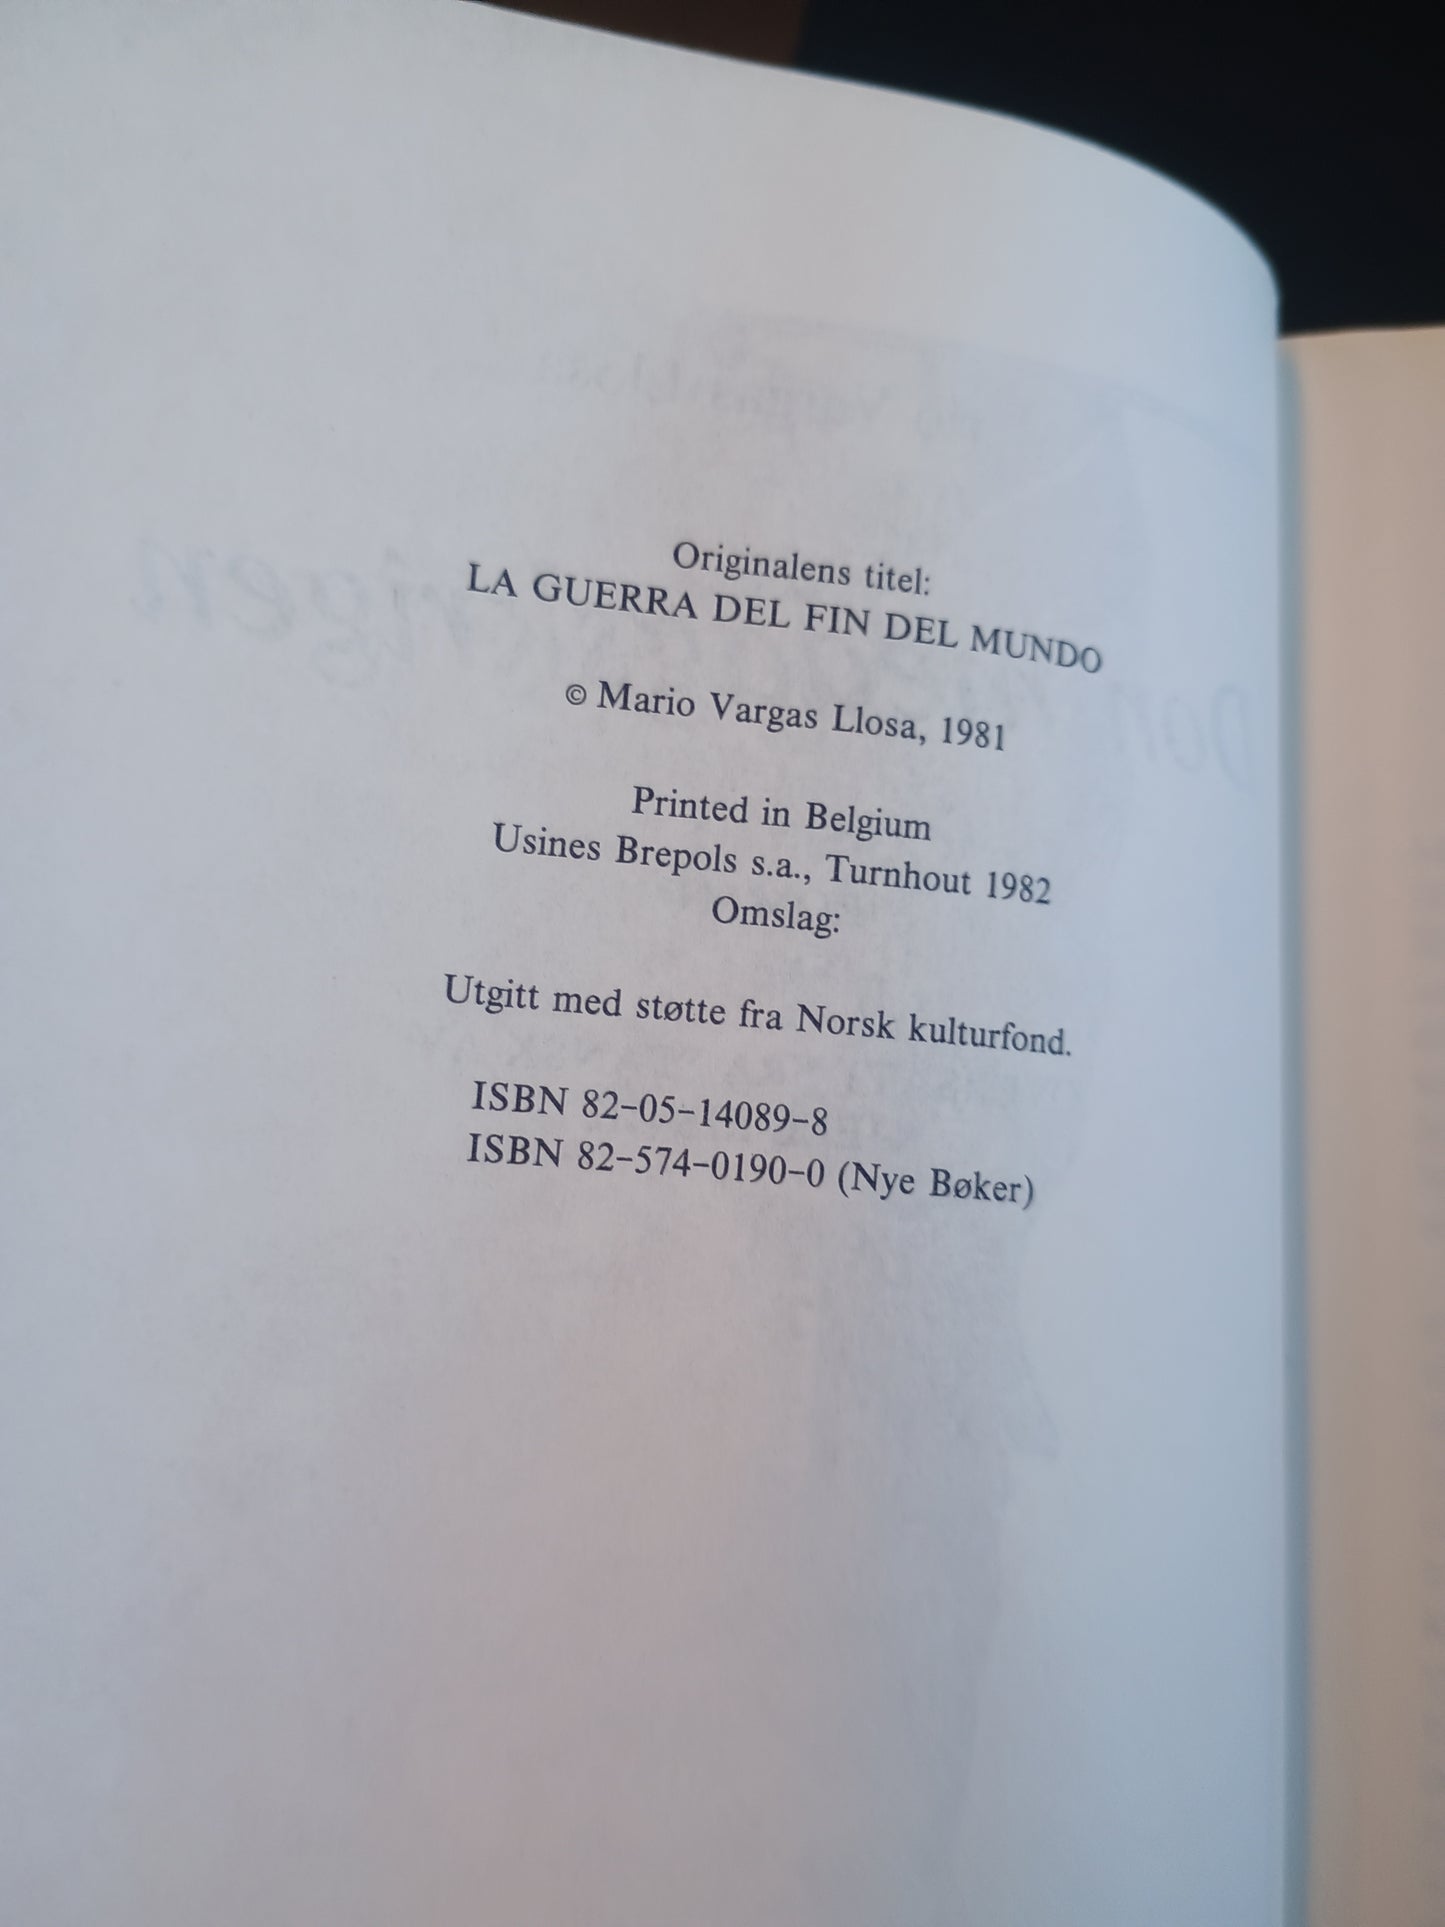 Originalens titel:
LA GUERRA DEL FIN DEL MUNDO
© Mario Vargas Llosa, 1981
Printed in Belgium
Usines Brepols s.a., Turnhout 1982
Omslag:
Utgitt med støtte fra Norsk kulturfond.
ISBN 82-05-14089-8
ISBN 82-574-0190-0 (Nye Bøker)